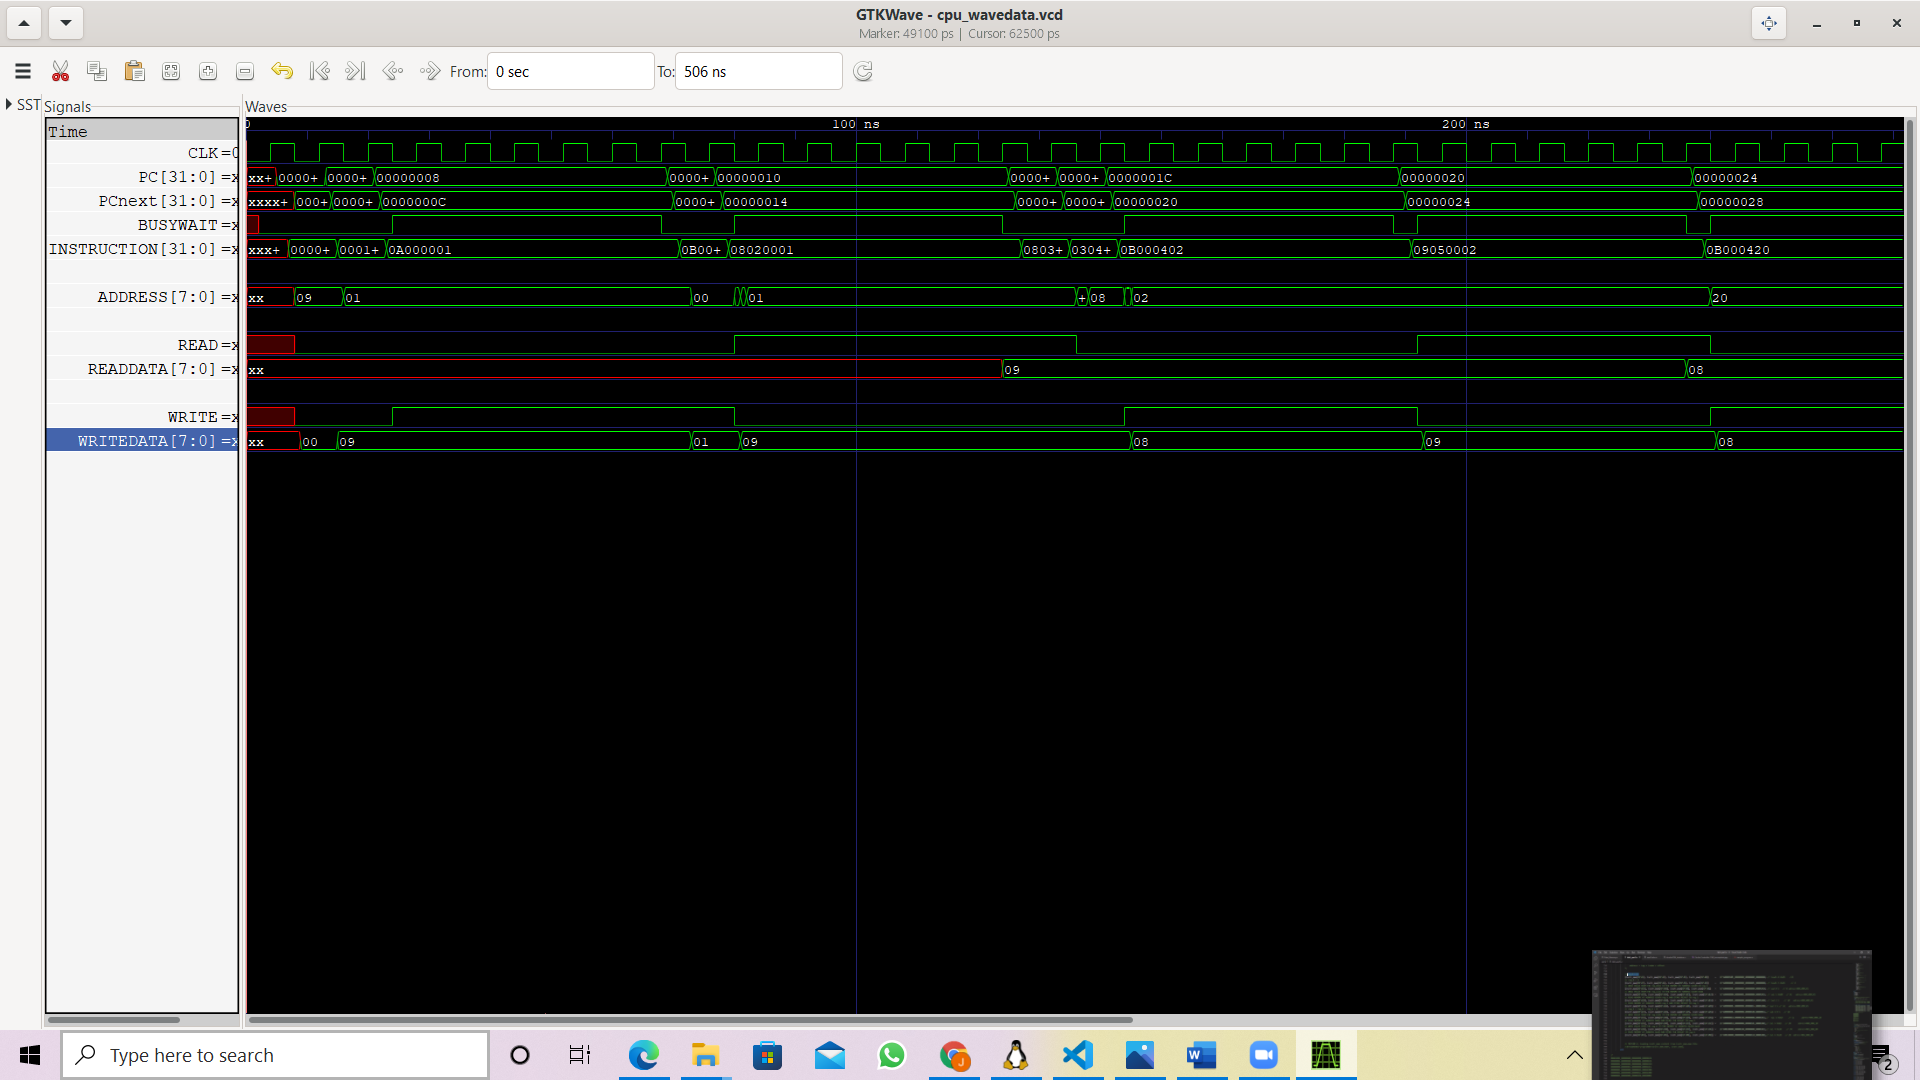 GTKWave - cpu_wavedata.vcd
Marker: 49100 ps | Cursor: 62500 ps
From: 0 sec To: 506 ns
SST Signals Waves
Time 0 100 ns 200 ns
CLK=0
PC[31:0]=x xx+ 0000+ 0000+ 00000008 0000+ 00000010 0000+ 0000+ 0000001C 00000020 00000024
PCnext[31:0]=x xxxx+ 000+ 0000+ 0000000C 0000+ 00000014 0000+ 0000+ 00000020 00000024 00000028
BUSYWAIT=x
INSTRUCTION[31:0]=x xxx+ 0000+ 0001+ 0A000001 0B00+ 08020001 0803+ 0304+ 0B000402 09050002 0B000420
ADDRESS[7:0]=x xx 09 01 00 01 + 08 02 20
READ=x
READDATA[7:0]=x xx 09 08
WRITE=x
WRITEDATA[7:0]=x xx 00 09 01 09 08 09 08
Type here to search
2